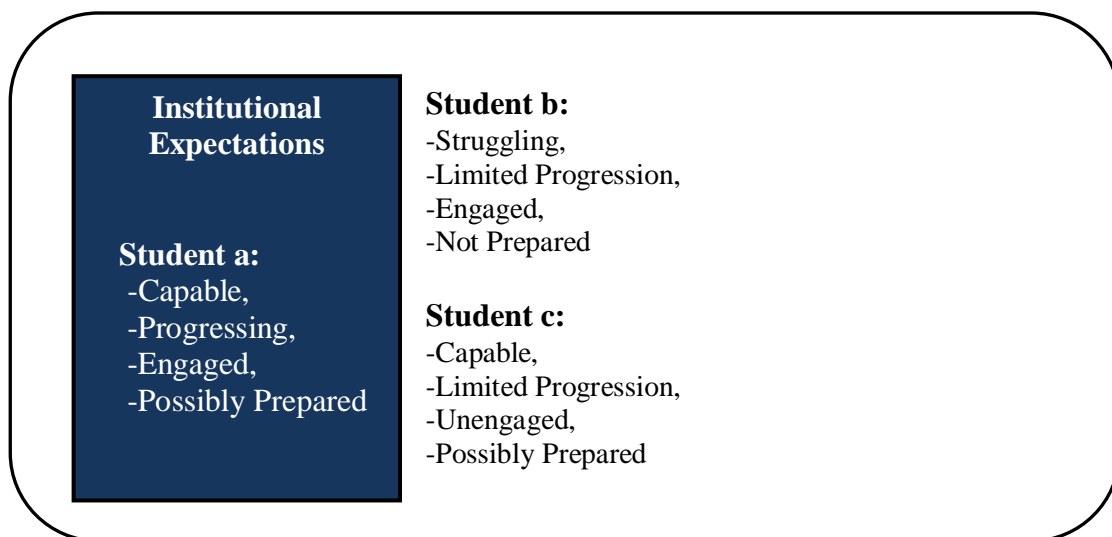 Institutional
Expectations
Student a:
-Capable,
-Progressing,
-Engaged,
-Possibly Prepared
Student b:
-Struggling,
-Limited Progression,
-Engaged,
-Not Prepared
Student c:
-Capable,
-Limited Progression,
-Unengaged,
-Possibly Prepared